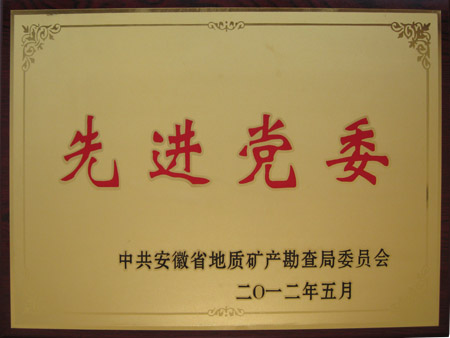 先进党委
中共安徽省地质矿产勘查局委员会
二〇一二年五月